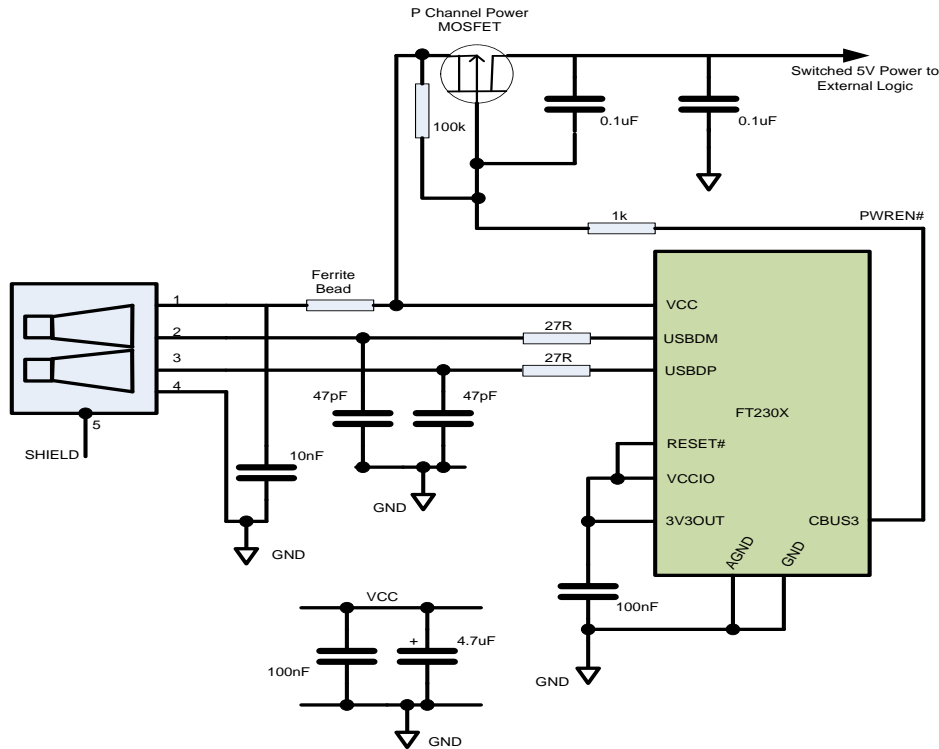 P Channel Power
MOSFET
Switched 5V Power to
External Logic
0.1uF
0.1uF
100k
1k
PWREN#
Ferrite
Bead
1
VCC
2
27R
USBDM
3
27R
USBDP
4
47pF
47pF
FT230X
5
SHIELD
RESET#
10nF
VCCIO
GND
3V3OUT
CBUS3
GND
AGND
GND
VCC
100nF
4.7uF
+
100nF
GND
GND